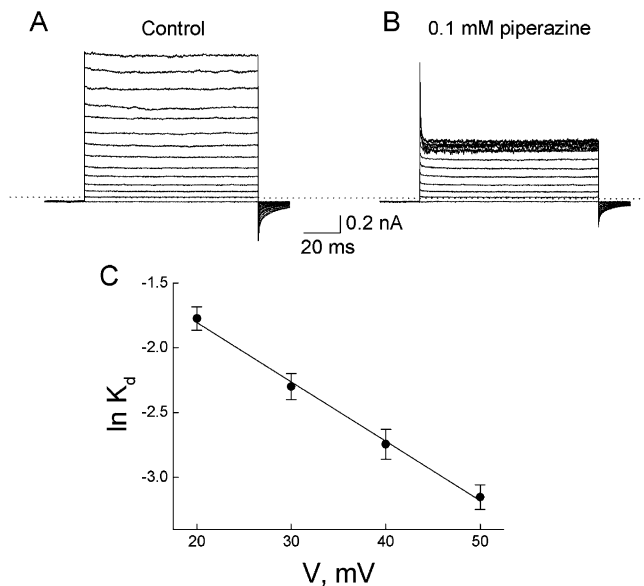 A
Control
B
0.1 mM piperazine
0.2 nA
20 ms
C
-1.5
-2.0
-2.5
-3.0
ln Kd
20
30
40
50
V, mV